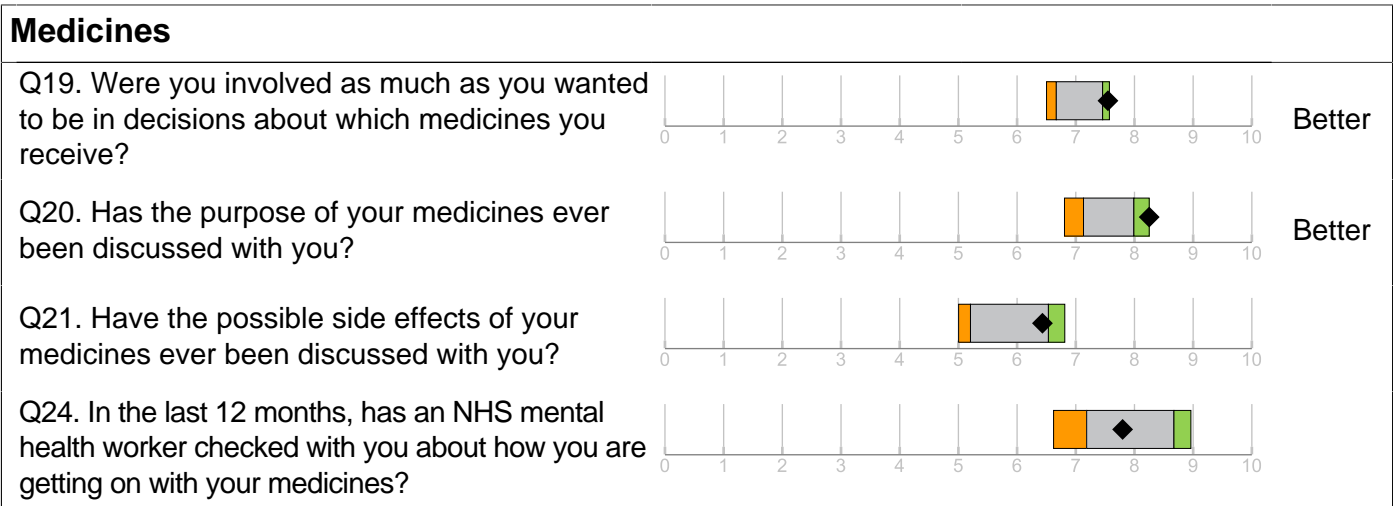 Medicines
Q19. Were you involved as much as you wanted
to be in decisions about which medicines you
receive?
0 1 2 3 4 5 6 7 8 9 10
Better
Q20. Has the purpose of your medicines ever
been discussed with you?
0 1 2 3 4 5 6 7 8 9 10
Better
Q21. Have the possible side effects of your
medicines ever been discussed with you?
0 1 2 3 4 5 6 7 8 9 10
Q24. In the last 12 months, has an NHS mental
health worker checked with you about how you are
getting on with your medicines?
0 1 2 3 4 5 6 7 8 9 10